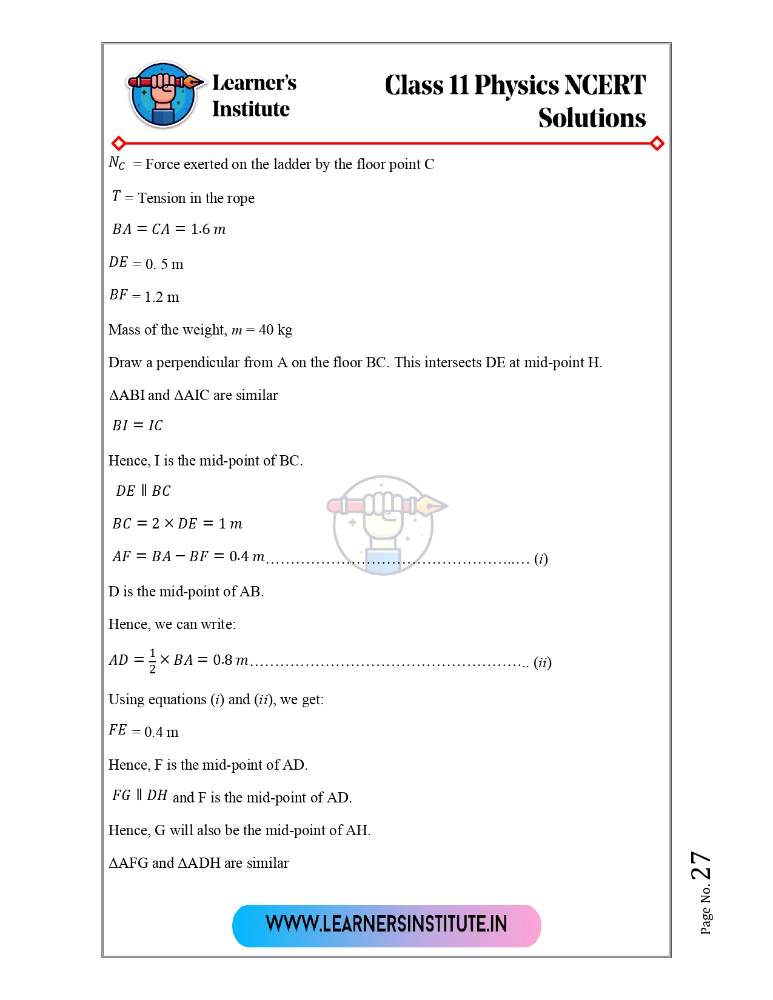 Learner's
Institute
Class 11 Physics NCERT
Solutions
N_C = Force exerted on the ladder by the floor point C
T = Tension in the rope
BA = CA = 1.6 m
DE = 0. 5 m
BF = 1.2 m
Mass of the weight, m = 40 kg
Draw a perpendicular from A on the floor BC. This intersects DE at mid-point H.
ΔABI and ΔAIC are similar
BI = IC
Hence, I is the mid-point of BC.
DE ∥ BC
BC = 2 × DE = 1 m
AF = BA − BF = 0.4 m…………………………………………..…. (i)
D is the mid-point of AB.
Hence, we can write:
AD = 1/2 × BA = 0.8 m……………………………………………….. (ii)
Using equations (i) and (ii), we get:
FE = 0.4 m
Hence, F is the mid-point of AD.
FG ∥ DH and F is the mid-point of AD.
Hence, G will also be the mid-point of AH.
ΔAFG and ΔADH are similar
WWW.LEARNERSINSTITUTE.IN
Page No. 27